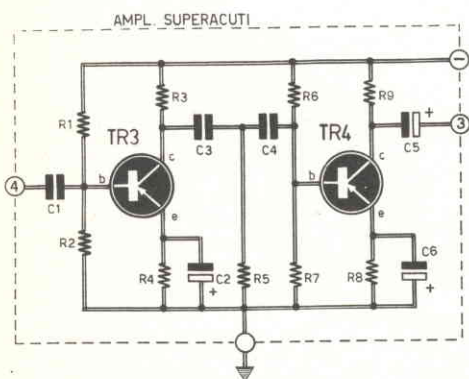 AMPL. SUPERACUTI
−
R1
R3
R6
R9
+
3
TR3
C3
C4
TR4
C5
c
c
4
C1
b
b
e
e
R2
R4
C2
+
R5
R7
R8
C6
+